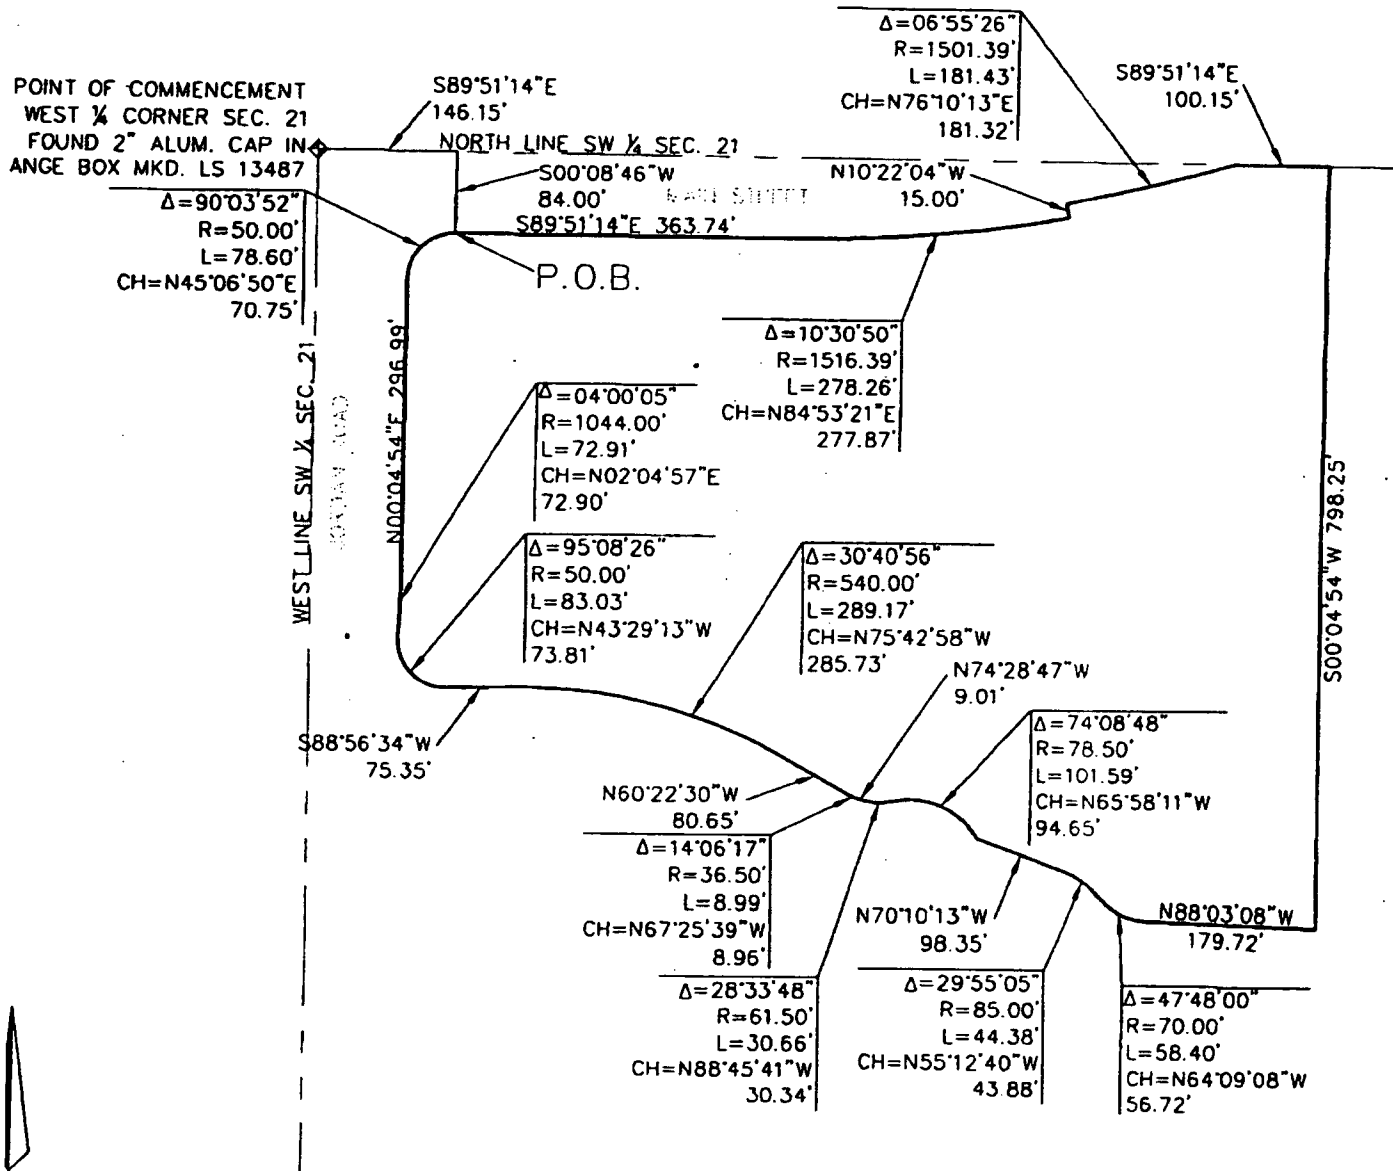 POINT OF COMMENCEMENT
WEST ¼ CORNER SEC. 21
FOUND 2" ALUM. CAP IN
ANGE BOX MKD. LS 13487
S89°51'14"E
146.15'
NORTH LINE SW ¼ SEC. 21
S00°08'46"W
84.00'
MAIN STREET
S89°51'14"E 363.74'
P.O.B.
Δ=06°55'26"
R=1501.39'
L=181.43'
CH=N76°10'13"E
181.32'
S89°51'14"E
100.15'
N10°22'04"W
15.00'
Δ=90°03'52"
R=50.00'
L=78.60'
CH=N45°06'50"E
70.75'
Δ=10°30'50"
R=1516.39'
L=278.26'
CH=N84°53'21"E
277.87'
WEST LINE SW ¼ SEC. 21
JORDAN ROAD
N00°04'54"E 296.99'
Δ=04°00'05"
R=1044.00'
L=72.91'
CH=N02°04'57"E
72.90'
Δ=95°08'26"
R=50.00'
L=83.03'
CH=N43°29'13"W
73.81'
Δ=30°40'56"
R=540.00'
L=289.17'
CH=N75°42'58"W
285.73'
S00°04'54"W 798.25'
N74°28'47"W
9.01'
Δ=74°08'48"
R=78.50'
L=101.59'
CH=N65°58'11"W
94.65'
S88°56'34"W
75.35'
N60°22'30"W
80.65'
Δ=14°06'17"
R=36.50'
L=8.99'
CH=N67°25'39"W
8.96'
N70°10'13"W
98.35'
N88°03'08"W
179.72'
Δ=28°33'48"
R=61.50'
L=30.66'
CH=N88°45'41"W
30.34'
Δ=29°55'05"
R=85.00'
L=44.38'
CH=N55°12'40"W
43.88'
Δ=47°48'00"
R=70.00'
L=58.40'
CH=N64°09'08"W
56.72'